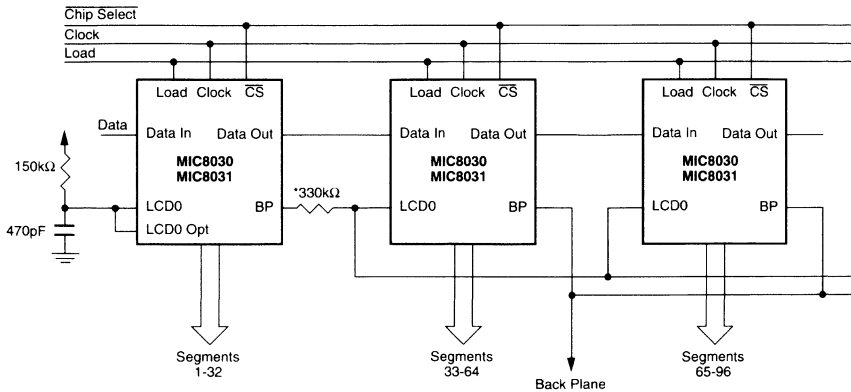 Chip Select
Clock
Load
Load Clock CS
Load Clock CS
Load Clock CS
Data
Data In
Data Out
Data In
Data Out
Data In
Data Out
MIC8030
MIC8031
MIC8030
MIC8031
MIC8030
MIC8031
150kΩ
*330kΩ
LCD0
BP
LCD0
BP
LCD0
BP
LCD0 Opt
470pF
Segments
1-32
Segments
33-64
Segments
65-96
Back Plane